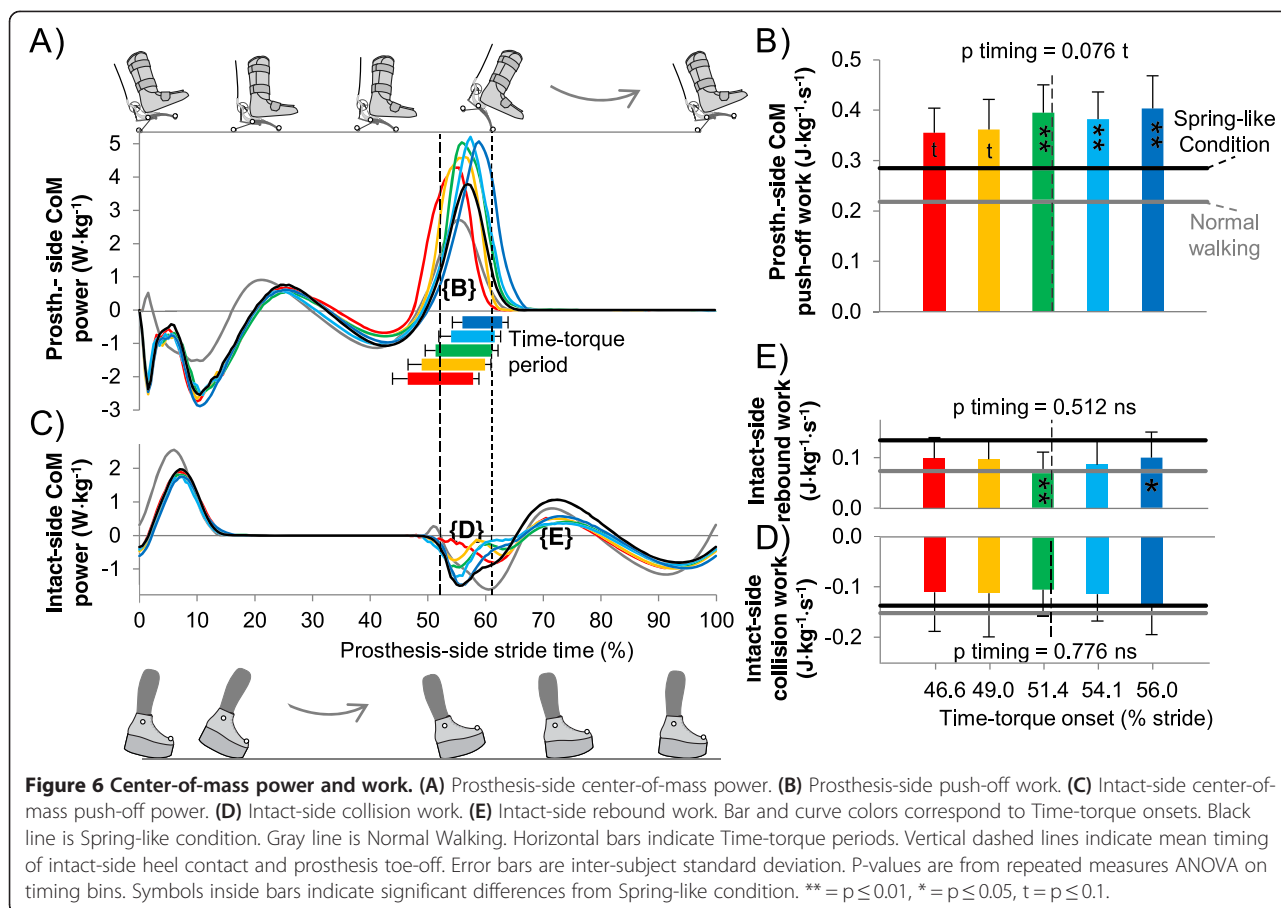 A)
5
4
3
2
1
0
-1
-2
-3
Prosth.- side CoM
power (W·kg⁻¹)
{B}
Time-torque
period
C)
2
1
0
-1
Intact-side CoM
power (W·kg⁻¹)
{D}
{E}
0 10 20 30 40 50 60 70 80 90 100
Prosthesis-side stride time (%)
B)
p timing = 0.076 t
0.5
0.4
0.3
0.2
0.1
0.0
Prosth.-side CoM
push-off work (J·kg⁻¹·s⁻¹)
t t ** ** **
Spring-like
Condition
Normal
walking
E)
p timing = 0.512 ns
0.1
0.0
Intact-side
rebound work
(J·kg⁻¹·s⁻¹)
** *
D)
0.0
-0.1
-0.2
Intact-side
collision work
(J·kg⁻¹·s⁻¹)
p timing = 0.776 ns
46.6 49.0 51.4 54.1 56.0
Time-torque onset (% stride)
Figure 6 Center-of-mass power and work. (A) Prosthesis-side center-of-mass power. (B) Prosthesis-side push-off work. (C) Intact-side center-of-
mass push-off power. (D) Intact-side collision work. (E) Intact-side rebound work. Bar and curve colors correspond to Time-torque onsets. Black
line is Spring-like condition. Gray line is Normal Walking. Horizontal bars indicate Time-torque periods. Vertical dashed lines indicate mean timing
of intact-side heel contact and prosthesis toe-off. Error bars are inter-subject standard deviation. P-values are from repeated measures ANOVA on
timing bins. Symbols inside bars indicate significant differences from Spring-like condition. ** = p ≤ 0.01, * = p ≤ 0.05, t = p ≤ 0.1.